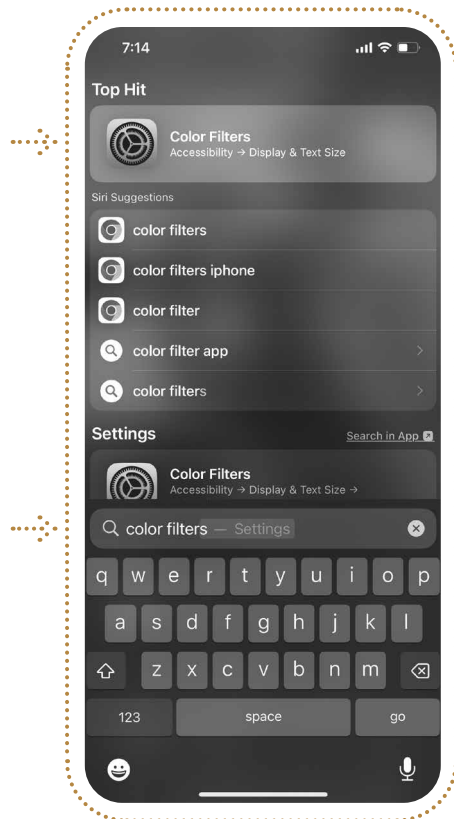 7:14
Top Hit
Color Filters
Accessibility → Display & Text Size
Siri Suggestions
color filters
color filters iphone
color filter
color filter app
color filters
Settings
Search in App
Color Filters
Accessibility → Display & Text Size →
color filters — Settings
q w e r t y u i o p
a s d f g h j k l
z x c v b n m
123 space go